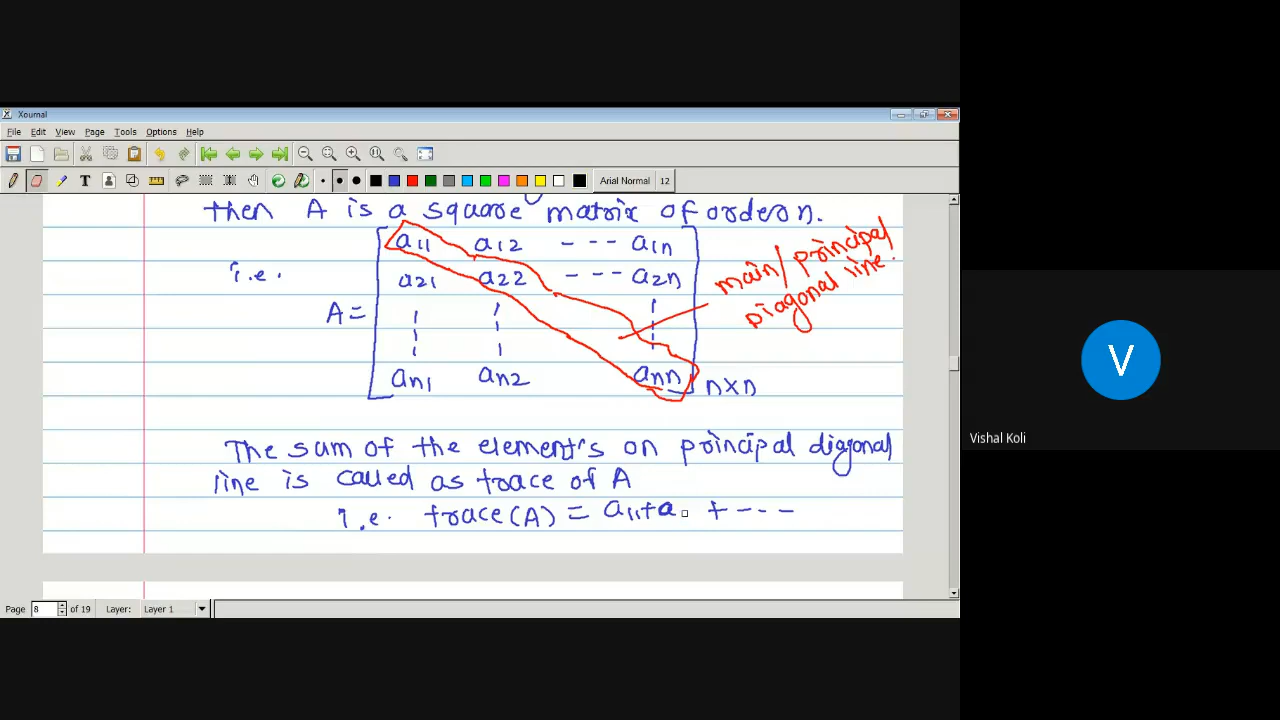 Xournal
File Edit View Page Tools Options Help
T Arial Normal 12
then A is a square matrix of order n.
i.e. A = [ a11 a12 - - - a1n
a21 a22 - - - a2n
an1 an2 ann ] n×n
main/principal
Diagonal line.
The sum of the element's on principal diagonal
line is called as trace of A
i.e. trace(A) = a11+a + - - -
Page 8 of 19 Layer: Layer 1
V
Vishal Koli